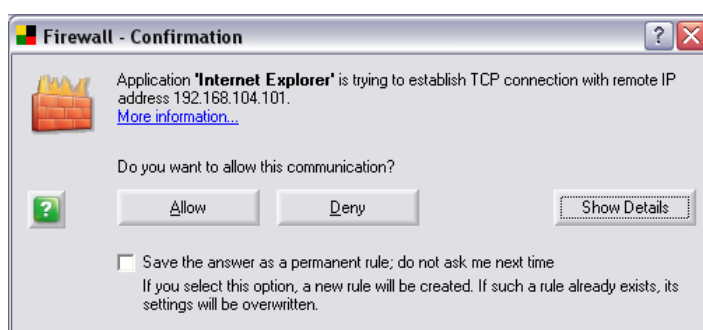 Firewall - Confirmation
Application 'Internet Explorer' is trying to establish TCP connection with remote IP
address 192.168.104.101.
More information...
Do you want to allow this communication?
Allow Deny Show Details
Save the answer as a permanent rule; do not ask me next time
If you select this option, a new rule will be created. If such a rule already exists, its
settings will be overwritten.